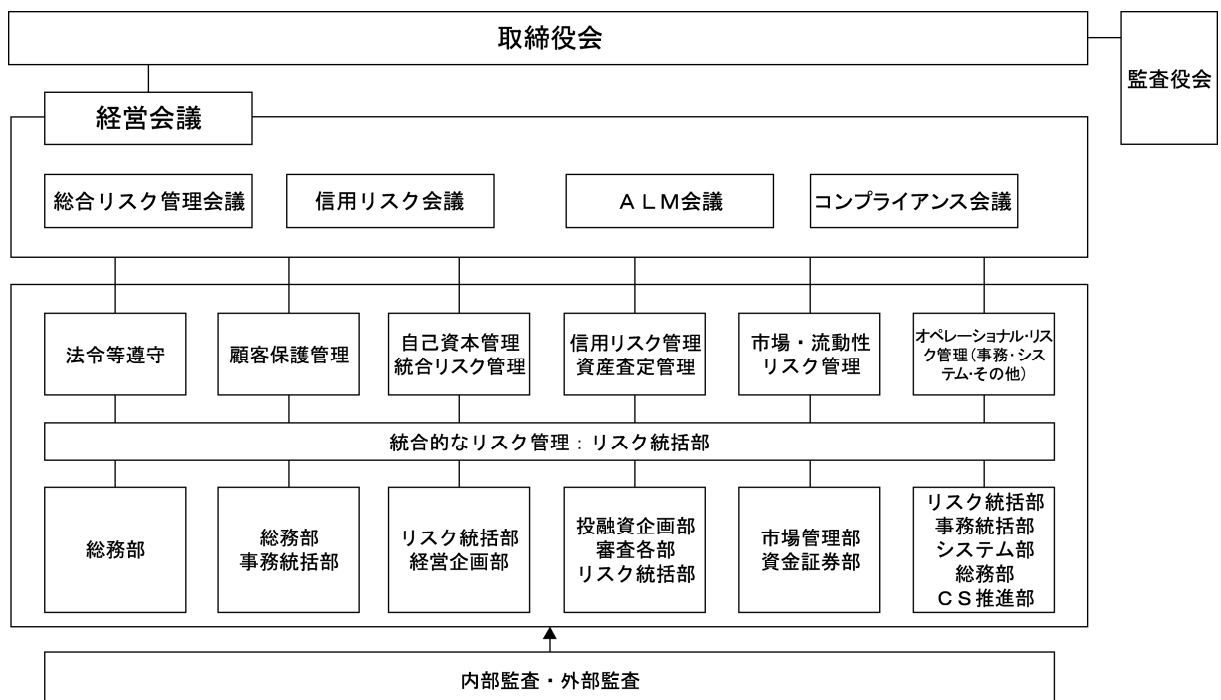 取締役会
監査役会
経営会議
総合リスク管理会議
信用リスク会議
ＡＬＭ会議
コンプライアンス会議
法令等遵守
顧客保護管理
自己資本管理
統合リスク管理
信用リスク管理
資産査定管理
市場・流動性
リスク管理
オペレーショナル・リス
ク管理（事務・シス
テム・その他）
統合的なリスク管理：リスク統括部
総務部
総務部
事務統括部
リスク統括部
経営企画部
投融資企画部
審査各部
リスク統括部
市場管理部
資金証券部
リスク統括部
事務統括部
システム部
総務部
ＣＳ推進部
内部監査・外部監査